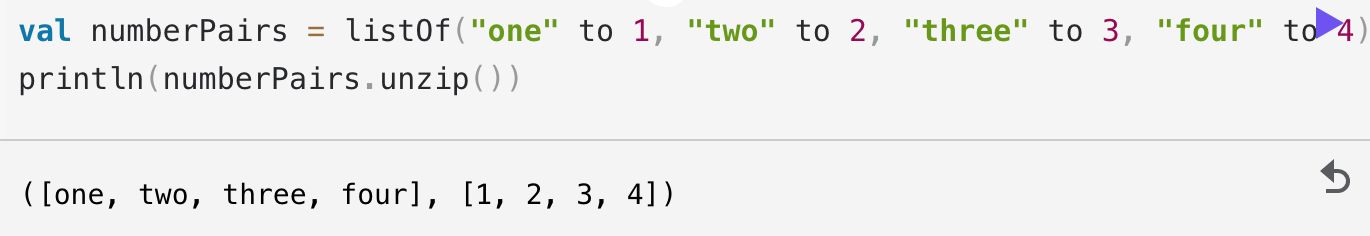 val numberPairs = listOf("one" to 1, "two" to 2, "three" to 3, "four" to 4)
println(numberPairs.unzip())
([one, two, three, four], [1, 2, 3, 4])